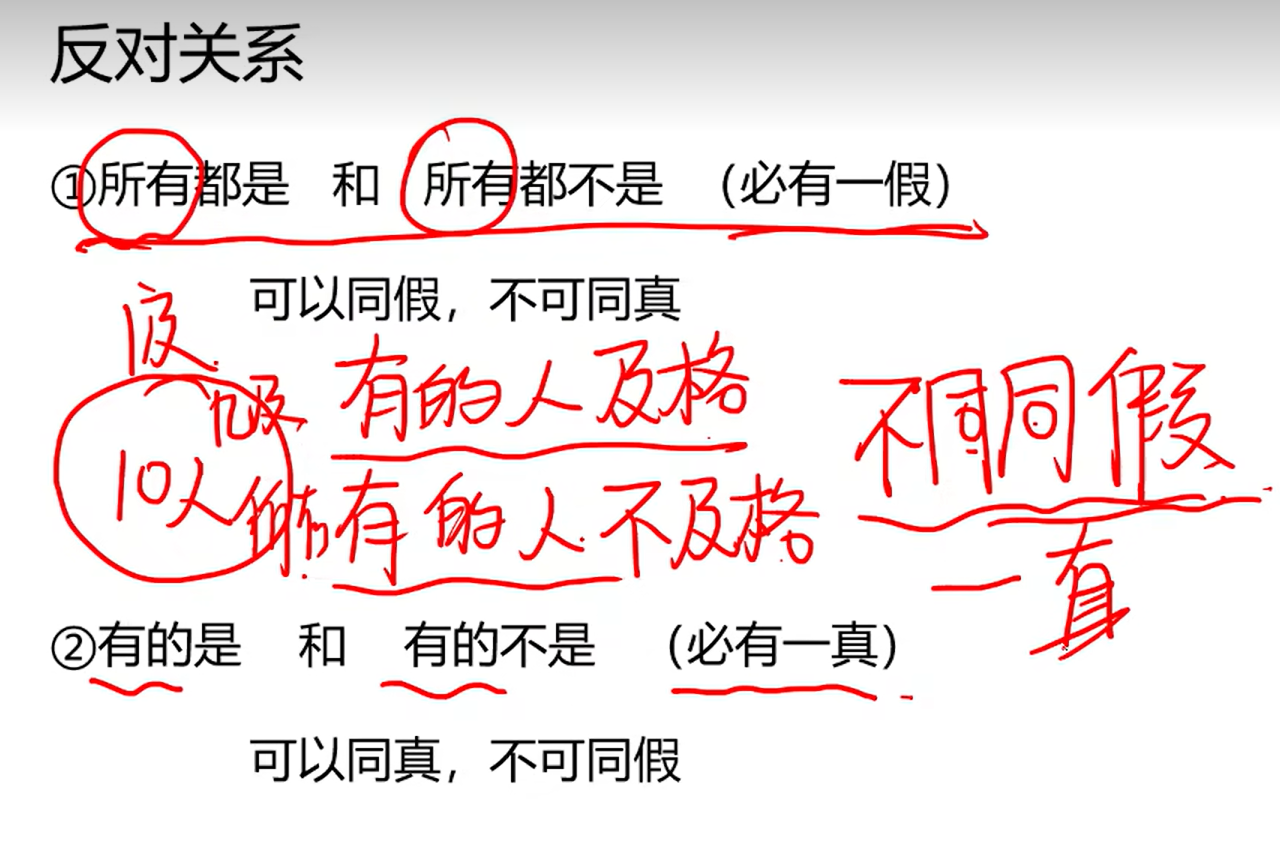 反对关系
①所有都是 和 所有都不是 （必有一假）
可以同假，不可同真
有的人及格
10人
有的人不及格
不同同假
一真
②有的是 和 有的不是 （必有一真）
可以同真，不可同假